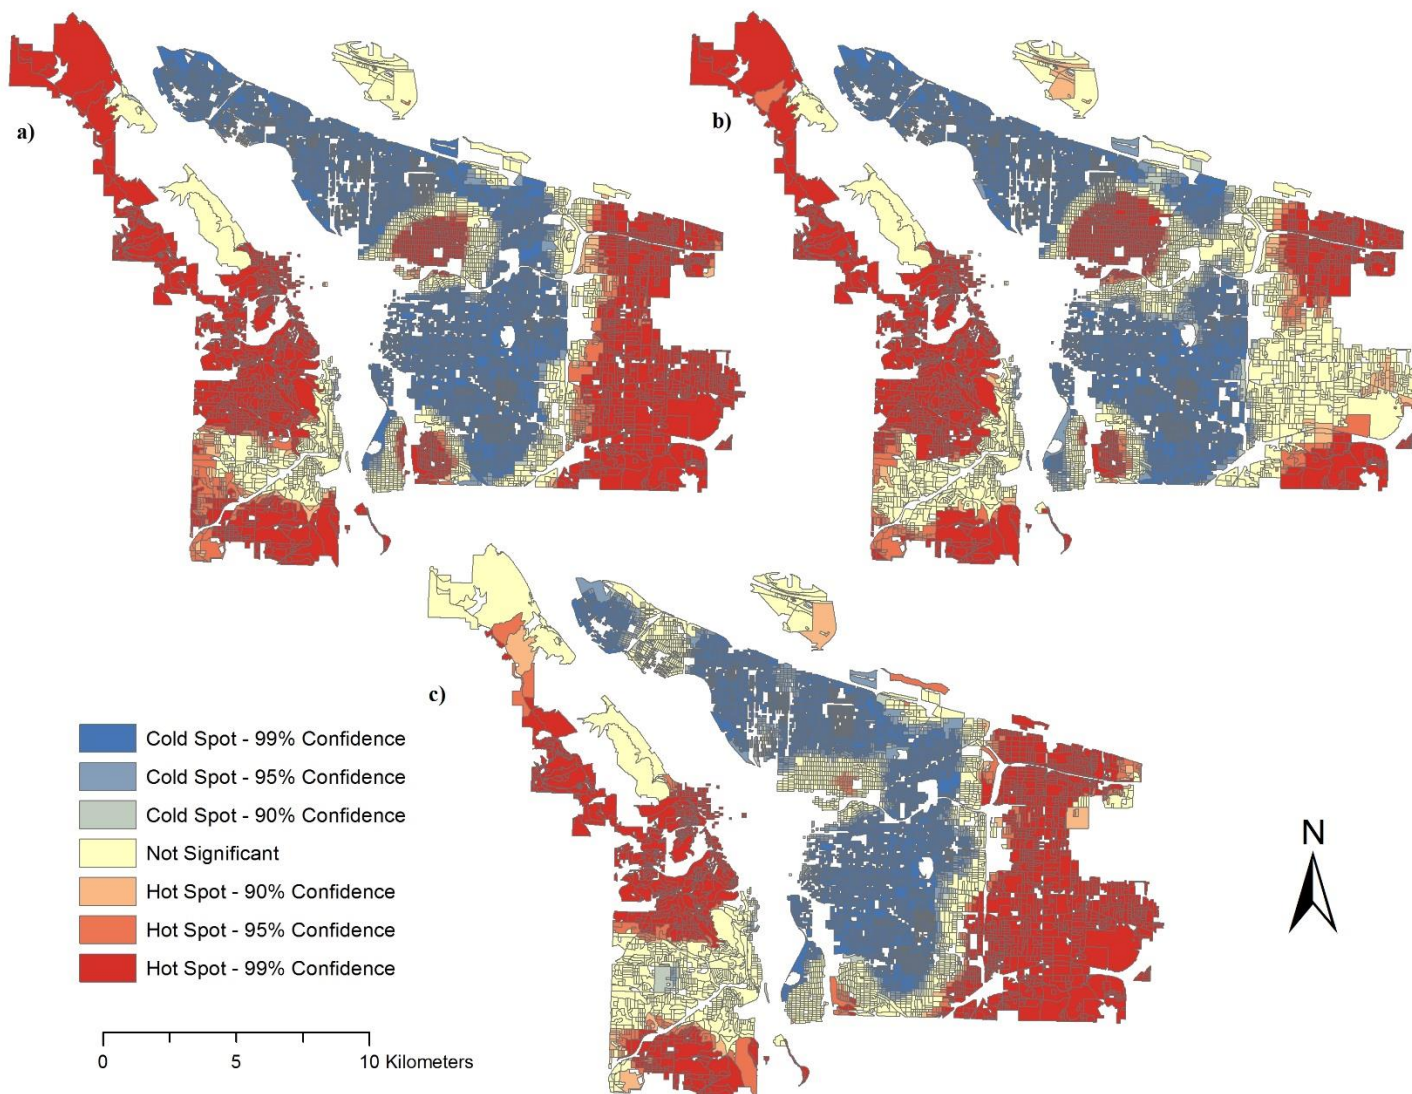 a)
b)
c)
Cold Spot - 99% Confidence
Cold Spot - 95% Confidence
Cold Spot - 90% Confidence
Not Significant
Hot Spot - 90% Confidence
Hot Spot - 95% Confidence
Hot Spot - 99% Confidence
N
0 5 10 Kilometers